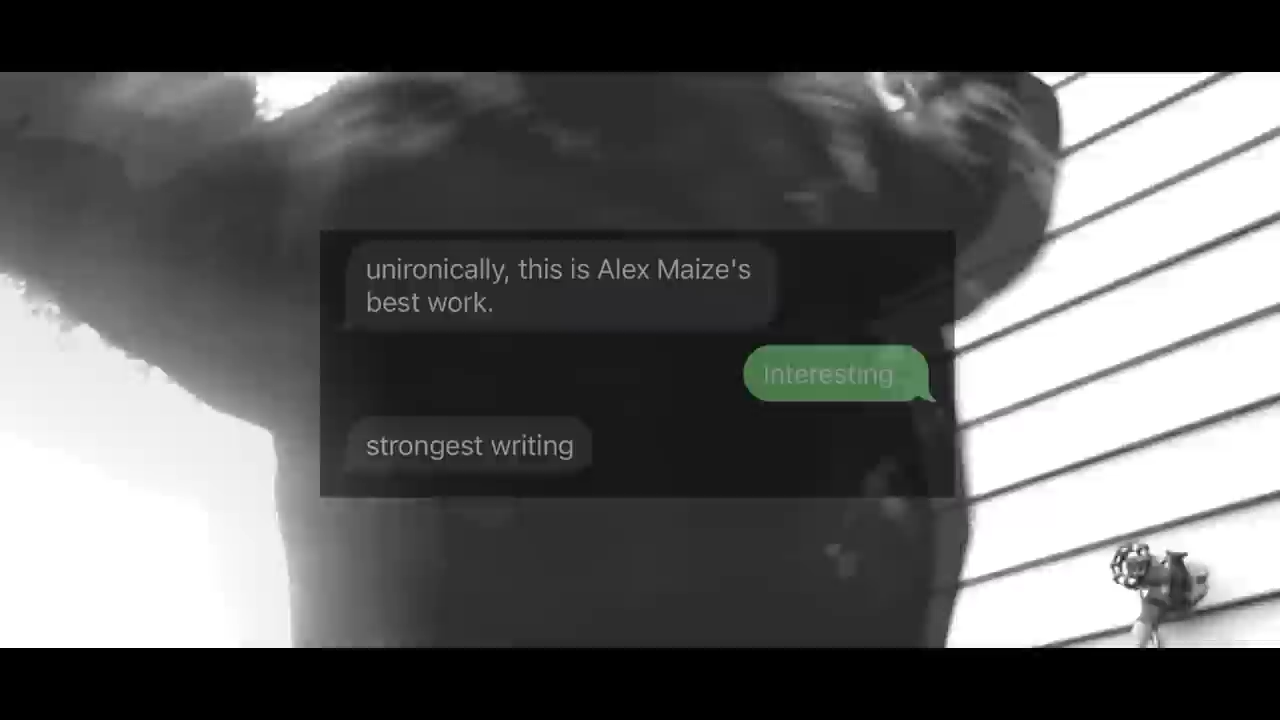 unironically, this is Alex Maize's
best work.
interesting
strongest writing